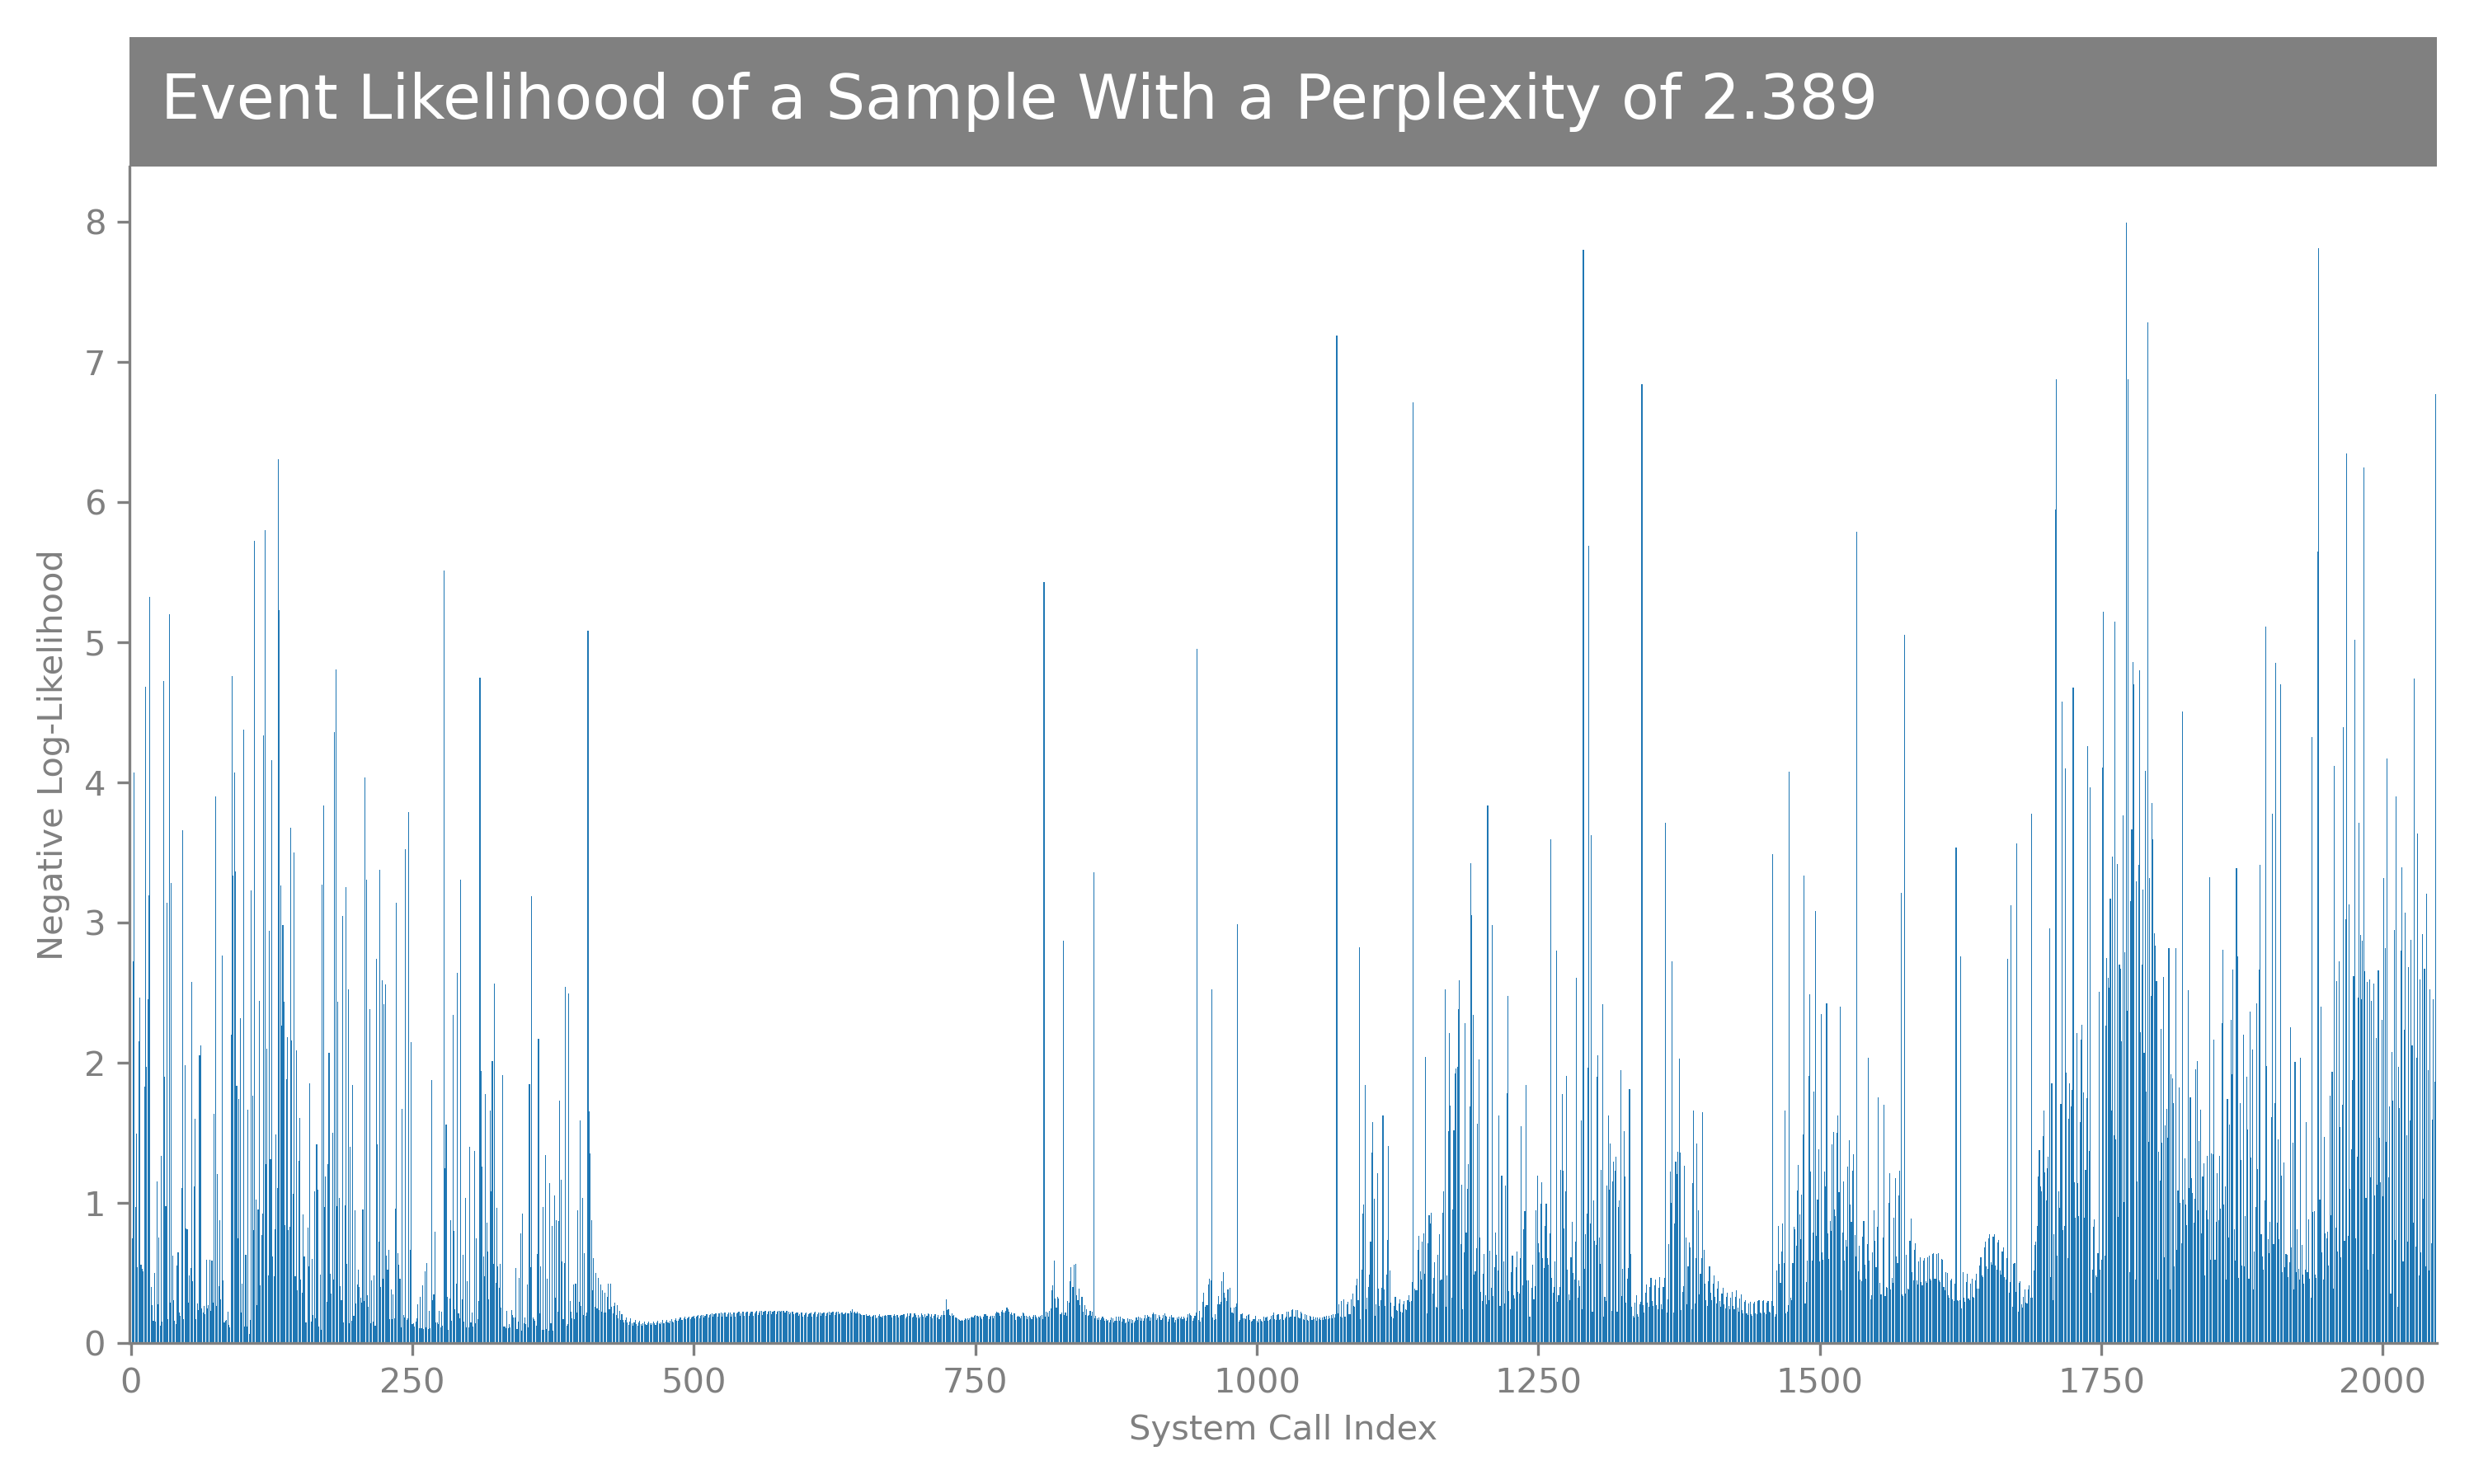 Event Likelihood of a Sample With a Perplexity of 2.389
8
7
6
5
4
3
2
1
0
Negative Log-Likelihood
0 250 500 750 1000 1250 1500 1750 2000
System Call Index